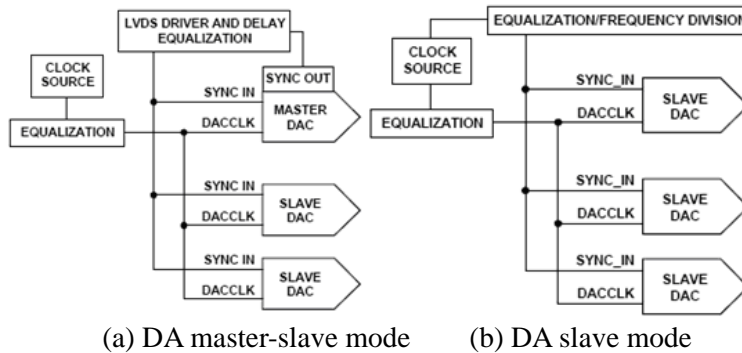 LVDS DRIVER AND DELAY
EQUALIZATION
CLOCK
SOURCE
SYNC OUT
SYNC IN
MASTER
DAC
DACCLK
EQUALIZATION
SYNC IN
SLAVE
DAC
DACCLK
SYNC IN
SLAVE
DAC
DACCLK
(a) DA master-slave mode
EQUALIZATION/FREQUENCY DIVISION
CLOCK
SOURCE
SYNC_IN
SLAVE
DAC
DACCLK
EQUALIZATION
SYNC_IN
SLAVE
DAC
DACCLK
SYNC_IN
SLAVE
DAC
DACCLK
(b) DA slave mode